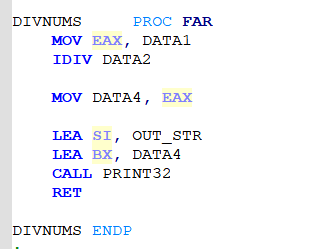 DIVNUMS PROC FAR
MOV EAX, DATA1
IDIV DATA2
MOV DATA4, EAX
LEA SI, OUT_STR
LEA BX, DATA4
CALL PRINT32
RET
DIVNUMS ENDP